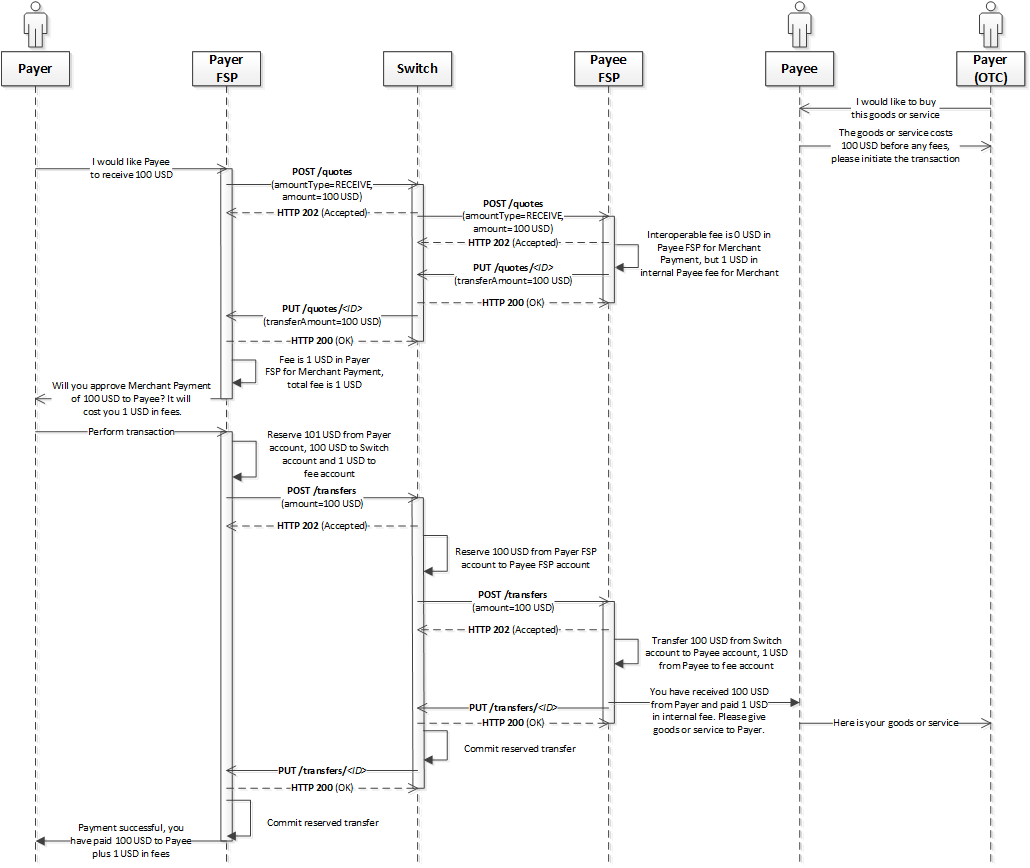 Payer
Payer
FSP
Switch
Payee
FSP
Payee
Payer
(OTC)
I would like to buy
this goods or service
The goods or service costs
100 USD before any fees,
please initiate the transaction
I would like Payee
to receive 100 USD
POST /quotes
(amountType=RECEIVE,
amount=100 USD)
HTTP 202 (Accepted)
POST /quotes
(amountType=RECEIVE,
amount=100 USD)
HTTP 202 (Accepted)
Interoperable fee is 0 USD in
Payee FSP for Merchant
Payment, but 1 USD in
internal Payee fee for Merchant
PUT /quotes/<ID>
(transferAmount=100 USD)
HTTP 200 (OK)
PUT /quotes/<ID>
(transferAmount=100 USD)
HTTP 200 (OK)
Fee is 1 USD in Payer
FSP for Merchant Payment,
total fee is 1 USD
Will you approve Merchant Payment
of 100 USD to Payee? It will
cost you 1 USD in fees.
Perform transaction
Reserve 101 USD from Payer
account, 100 USD to Switch
account and 1 USD to
fee account
POST /transfers
(amount=100 USD)
HTTP 202 (Accepted)
Reserve 100 USD from Payer FSP
account to Payee FSP account
POST /transfers
(amount=100 USD)
HTTP 202 (Accepted)
Transfer 100 USD from Switch
account to Payee account, 1 USD
from Payee to fee account
You have received 100 USD
from Payer and paid 1 USD
in internal fee. Please give
goods or service to Payer.
PUT /transfers/<ID>
HTTP 200 (OK)
Here is your goods or service
Commit reserved transfer
PUT /transfers/<ID>
HTTP 200 (OK)
Commit reserved transfer
Payment successful, you
have paid 100 USD to Payee
plus 1 USD in fees